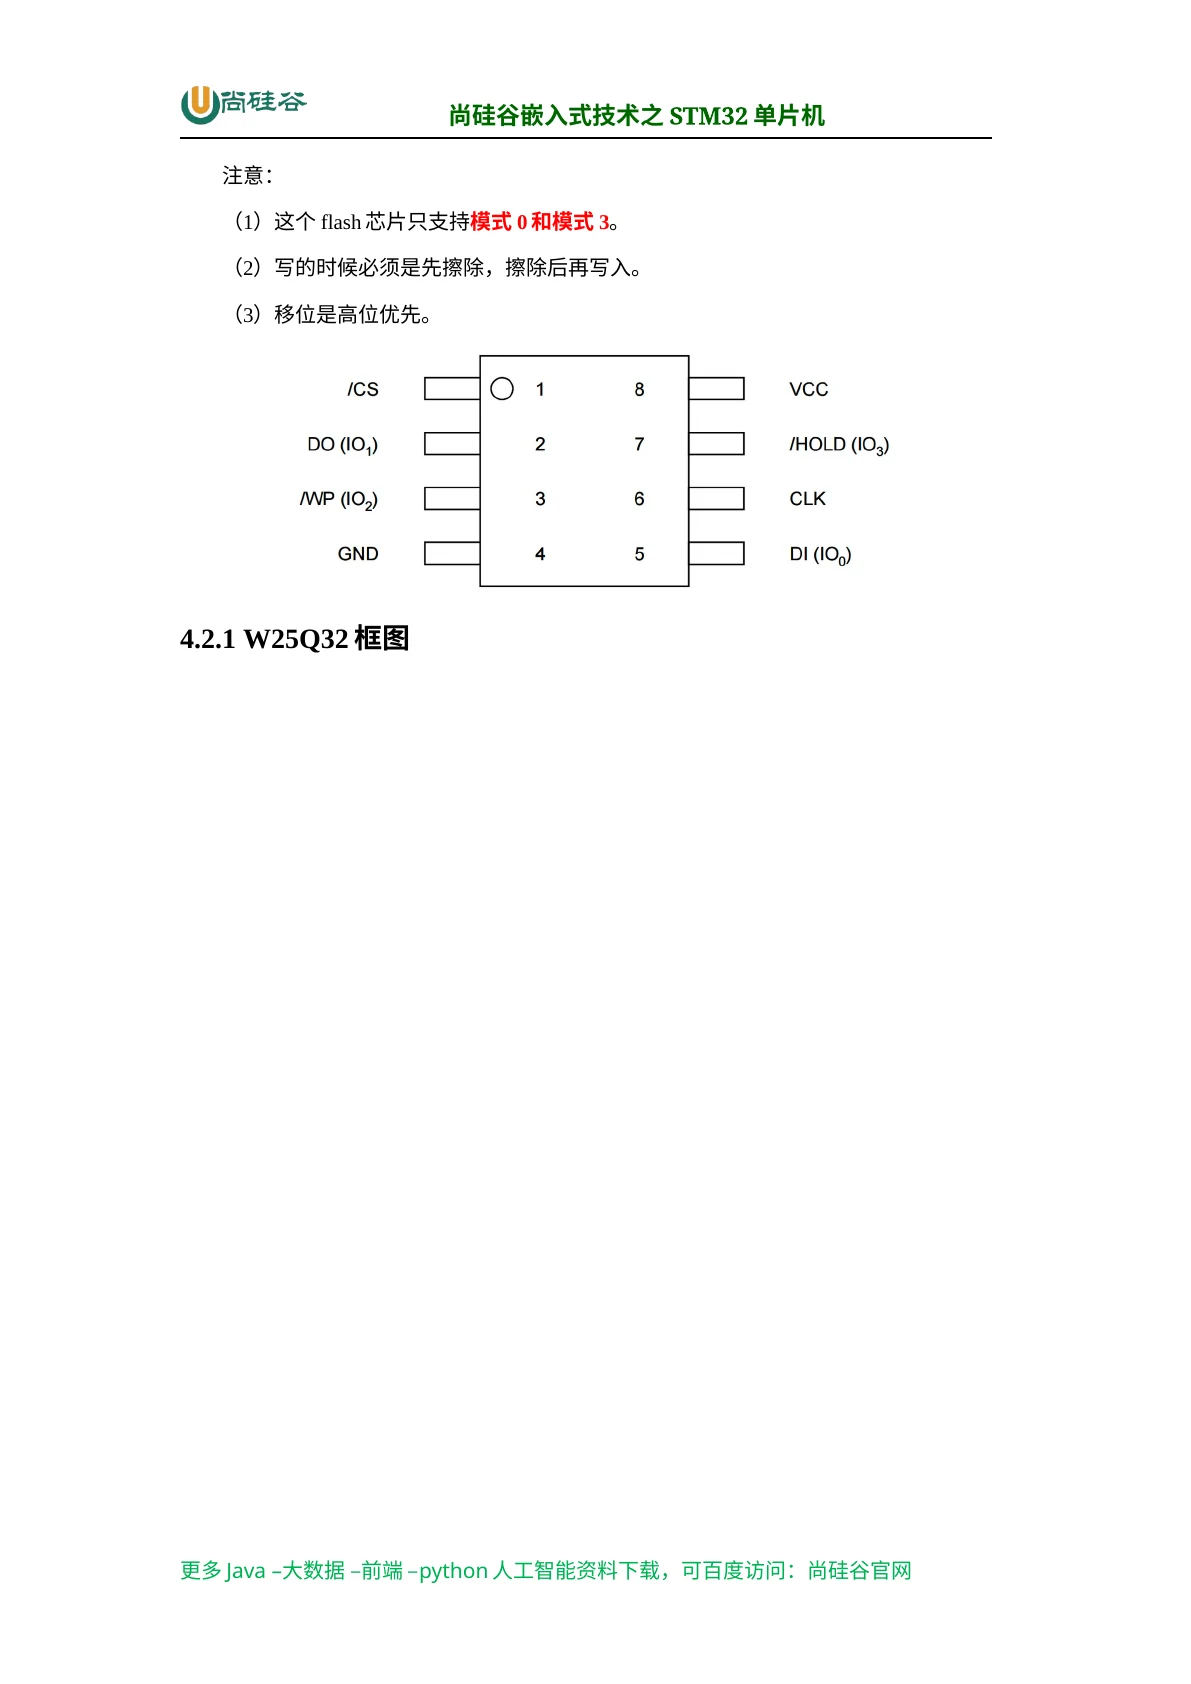 尚硅谷
尚硅谷嵌入式技术之 STM32 单片机
注意：
（1）这个 flash 芯片只支持模式 0 和模式 3。
（2）写的时候必须是先擦除，擦除后再写入。
（3）移位是高位优先。
/CS 1 8 VCC
DO (IO1) 2 7 /HOLD (IO3)
/WP (IO2) 3 6 CLK
GND 4 5 DI (IO0)
4.2.1 W25Q32 框图
更多 Java –大数据 –前端 –python 人工智能资料下载，可百度访问：尚硅谷官网